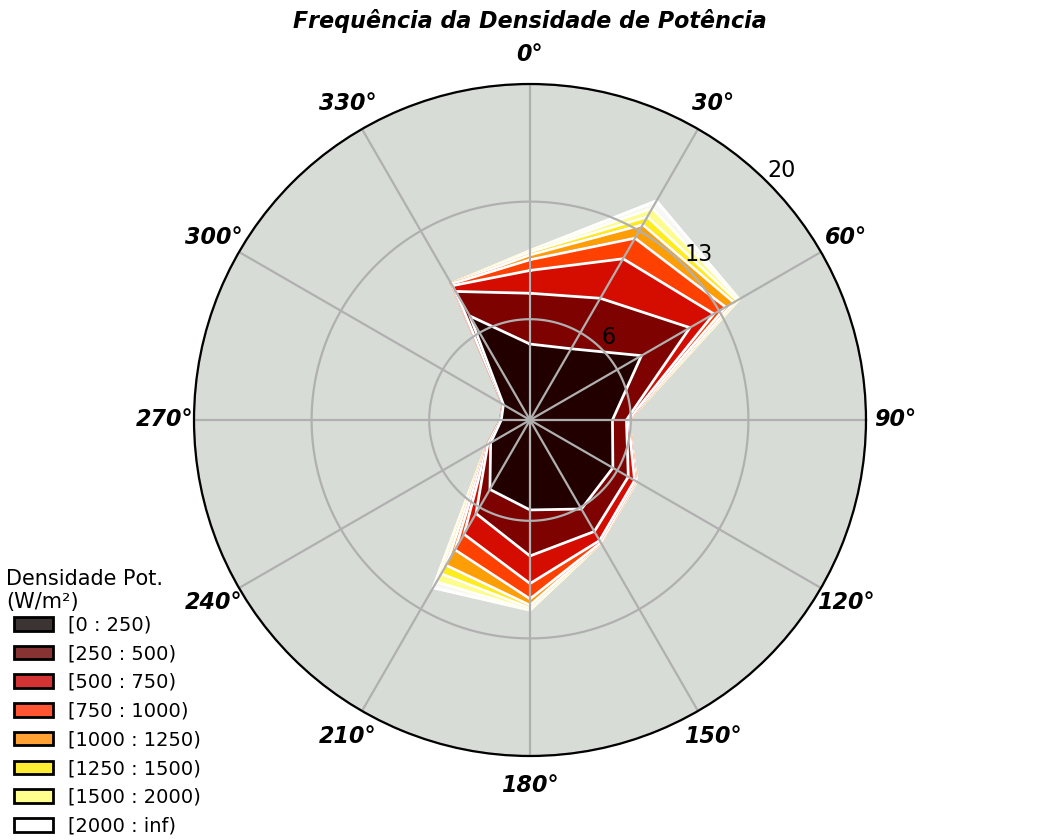 Frequência da Densidade de Potência
0°
330°
30°
20
300°
60°
13
6
270°
90°
240°
120°
210°
150°
180°
Densidade Pot.
(W/m²)
[0 : 250)
[250 : 500)
[500 : 750)
[750 : 1000)
[1000 : 1250)
[1250 : 1500)
[1500 : 2000)
[2000 : inf)